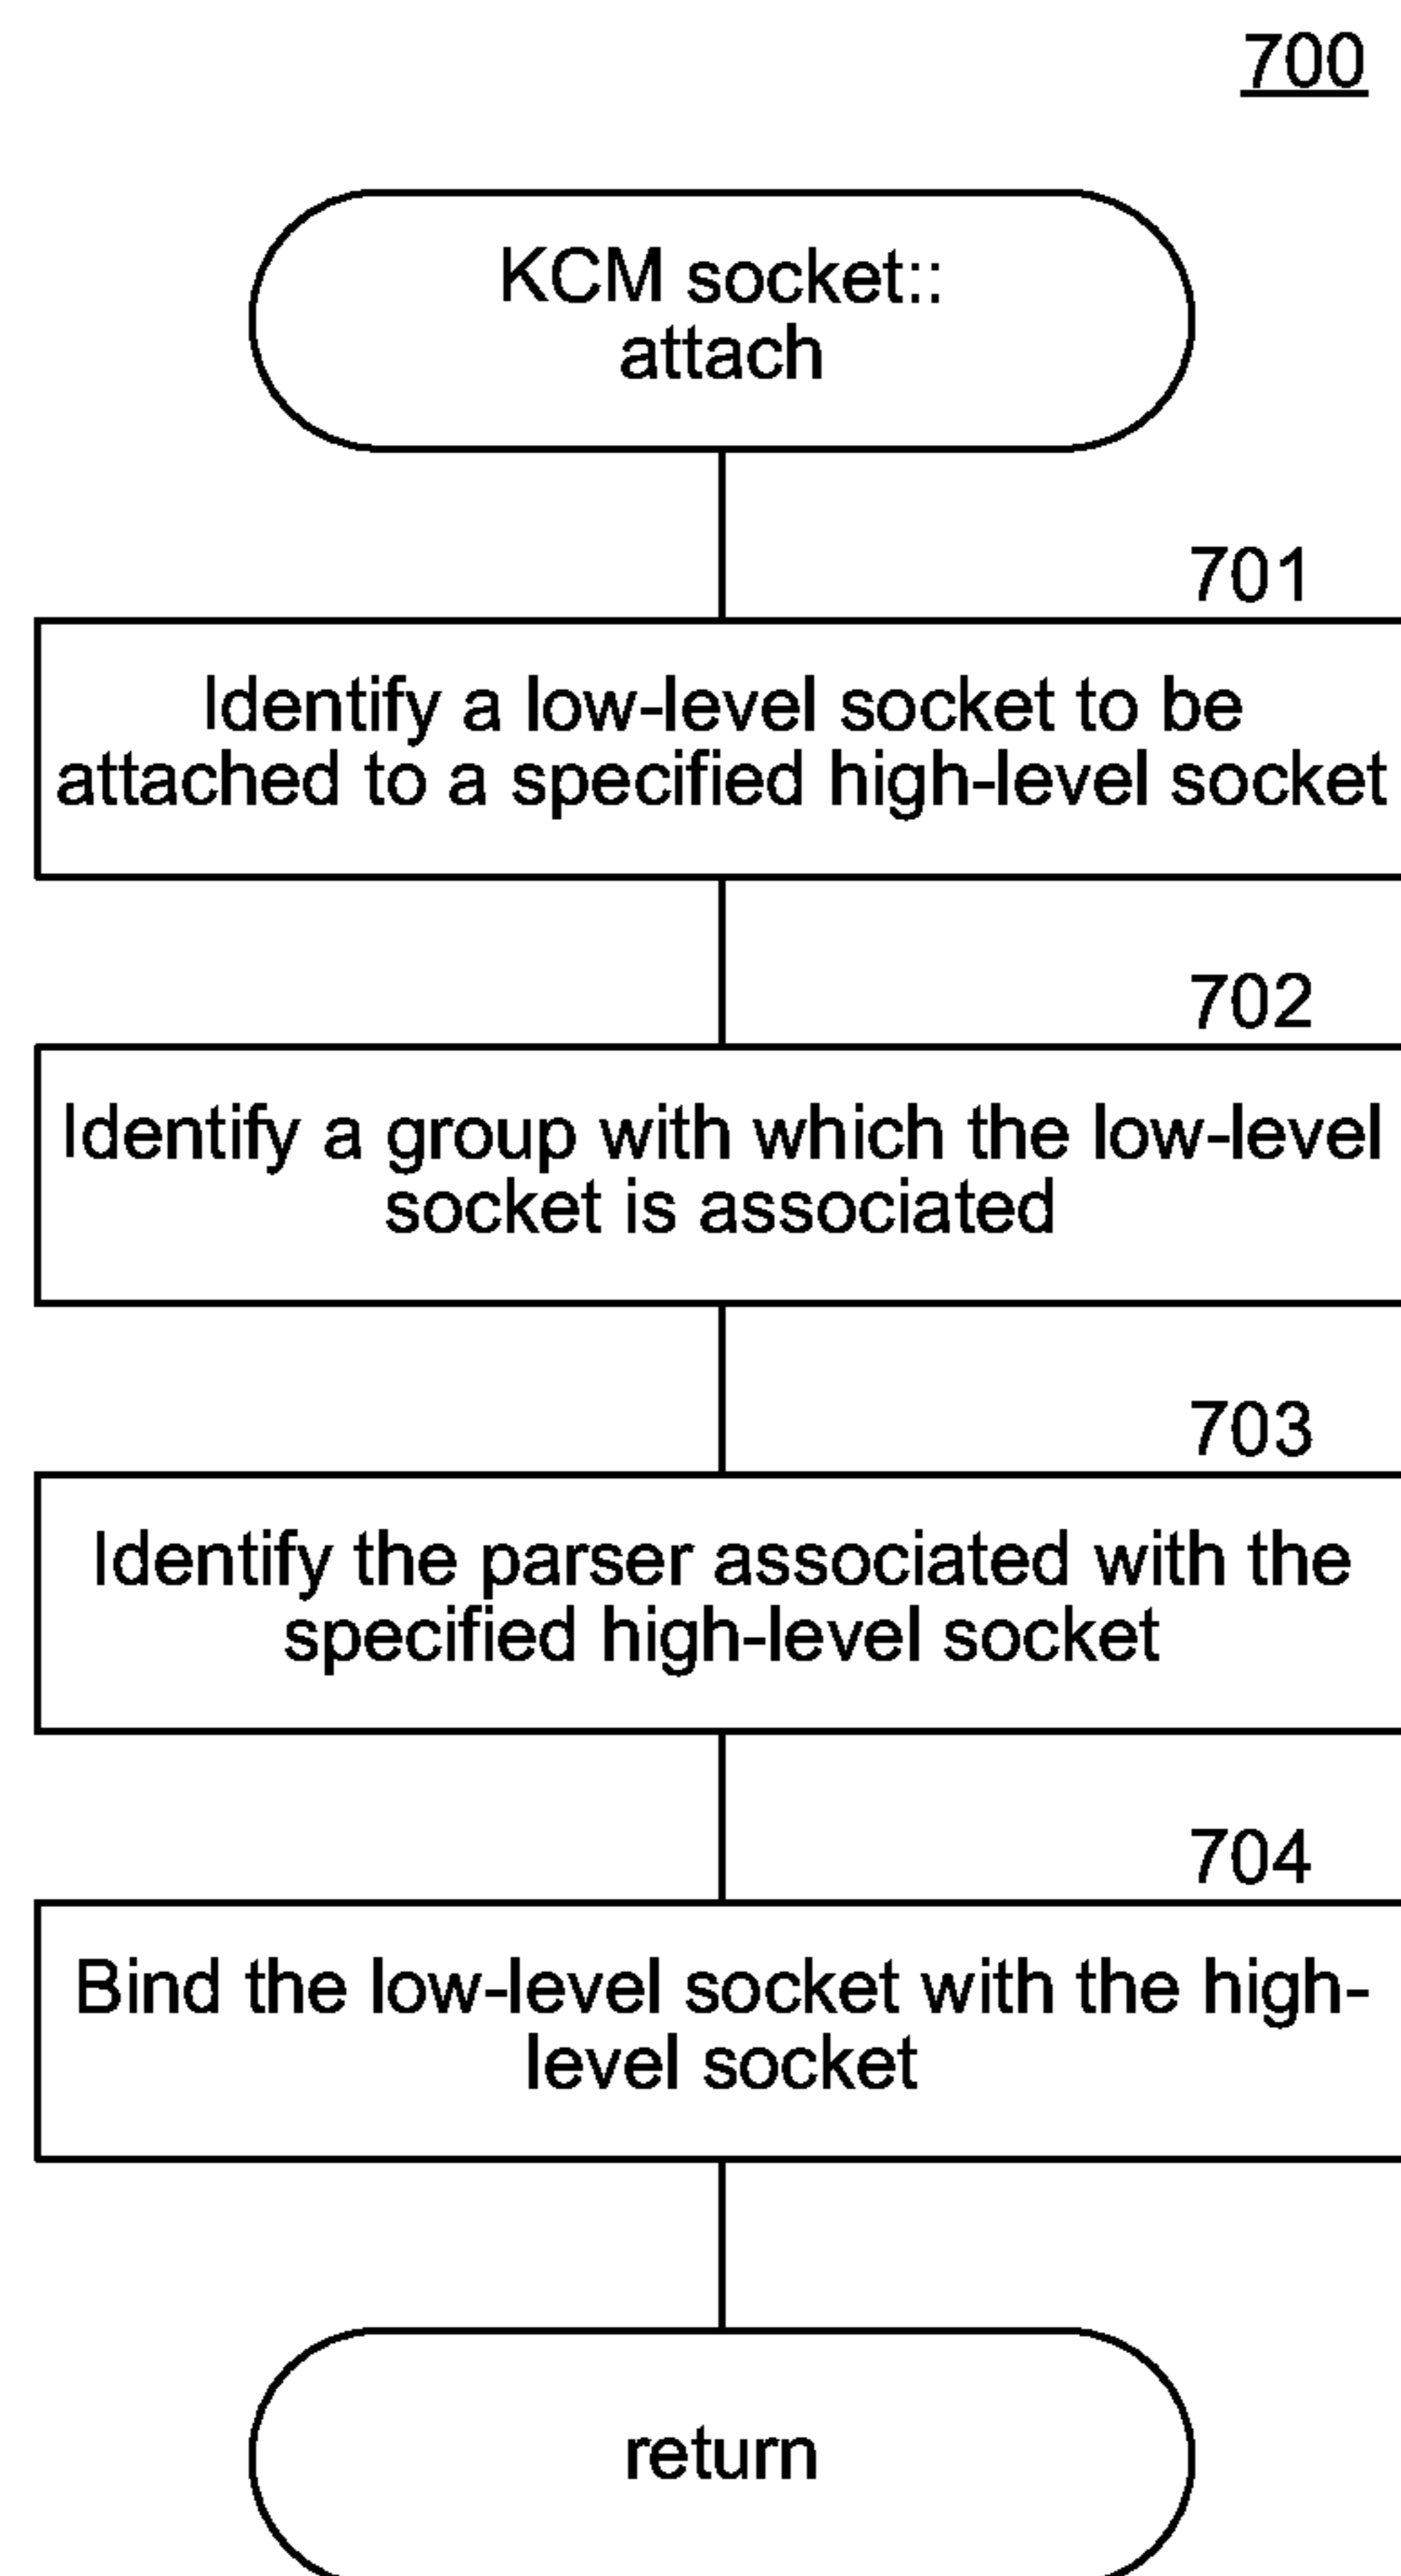 700
KCM socket::
attach
701
Identify a low-level socket to be
attached to a specified high-level socket
702
Identify a group with which the low-level
socket is associated
703
Identify the parser associated with the
specified high-level socket
704
Bind the low-level socket with the high-
level socket
return